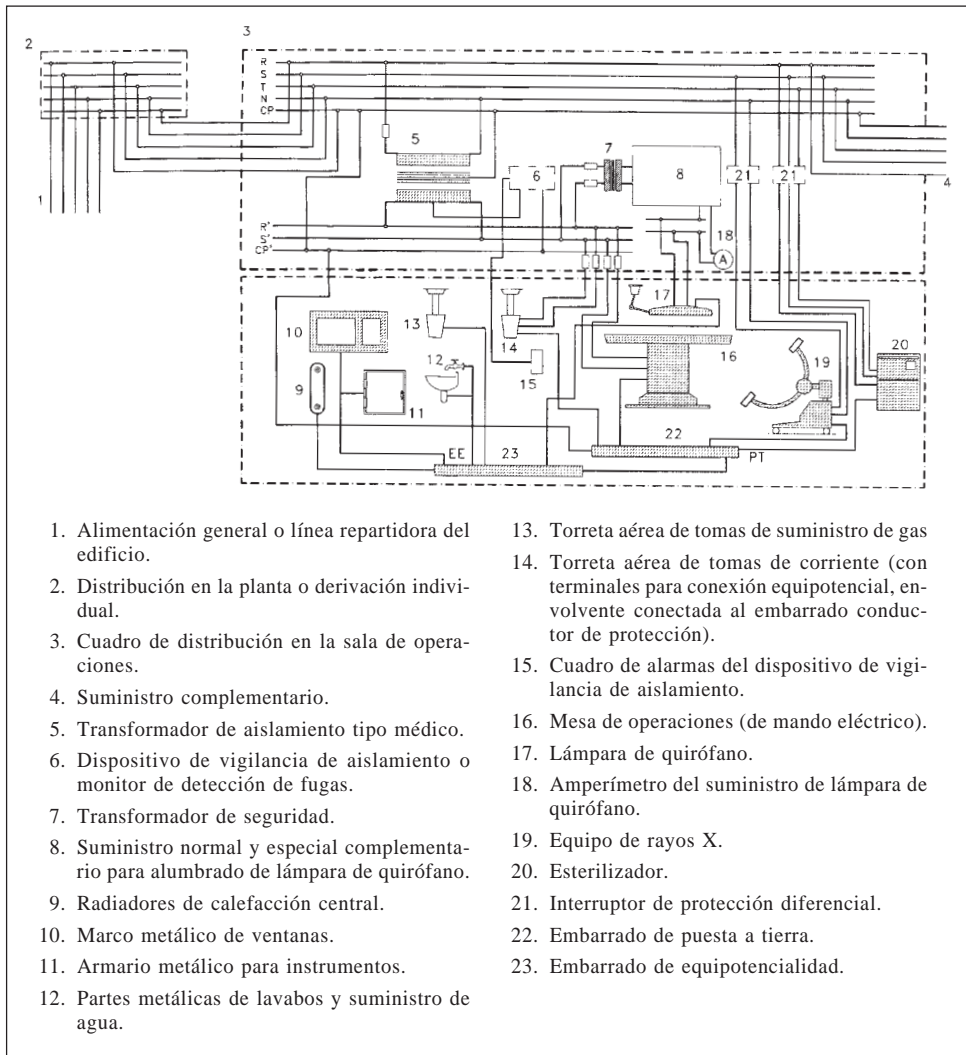 2
3
R
S
T
N
CP
5
6
7
8
21
21
1
4
R'
S'
CP'
18
A
10
13
14
17
16
20
19
9
12
15
11
22
EE
23
PT
1. Alimentación general o línea repartidora del
edificio.
2. Distribución en la planta o derivación indivi-
dual.
3. Cuadro de distribución en la sala de opera-
ciones.
4. Suministro complementario.
5. Transformador de aislamiento tipo médico.
6. Dispositivo de vigilancia de aislamiento o
monitor de detección de fugas.
7. Transformador de seguridad.
8. Suministro normal y especial complementa-
rio para alumbrado de lámpara de quirófano.
9. Radiadores de calefacción central.
10. Marco metálico de ventanas.
11. Armario metálico para instrumentos.
12. Partes metálicas de lavabos y suministro de
agua.
13. Torreta aérea de tomas de suministro de gas
14. Torreta aérea de tomas de corriente (con
terminales para conexión equipotencial, en-
volvente conectada al embarrado conduc-
tor de protección).
15. Cuadro de alarmas del dispositivo de vigi-
lancia de aislamiento.
16. Mesa de operaciones (de mando eléctrico).
17. Lámpara de quirófano.
18. Amperímetro del suministro de lámpara de
quirófano.
19. Equipo de rayos X.
20. Esterilizador.
21. Interruptor de protección diferencial.
22. Embarrado de puesta a tierra.
23. Embarrado de equipotencialidad.